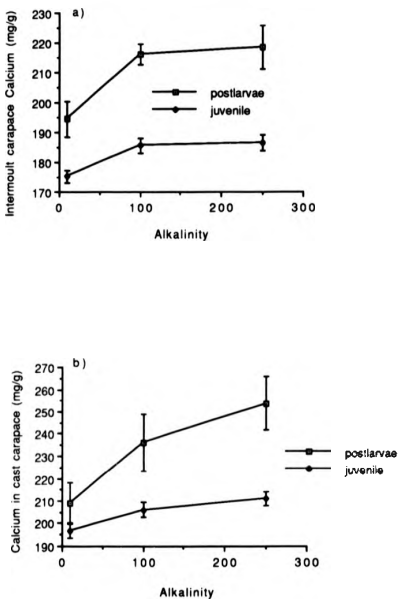 a)
Intermoult carapace Calcium (mg/g)
230
220
210
200
190
180
170
postlarvae
juvenile
0
100
200
300
Alkalinity
b)
Calcium in cast carapace (mg/g)
270
260
250
240
230
220
210
200
190
postlarvae
juvenile
0
100
200
300
Alkalinity